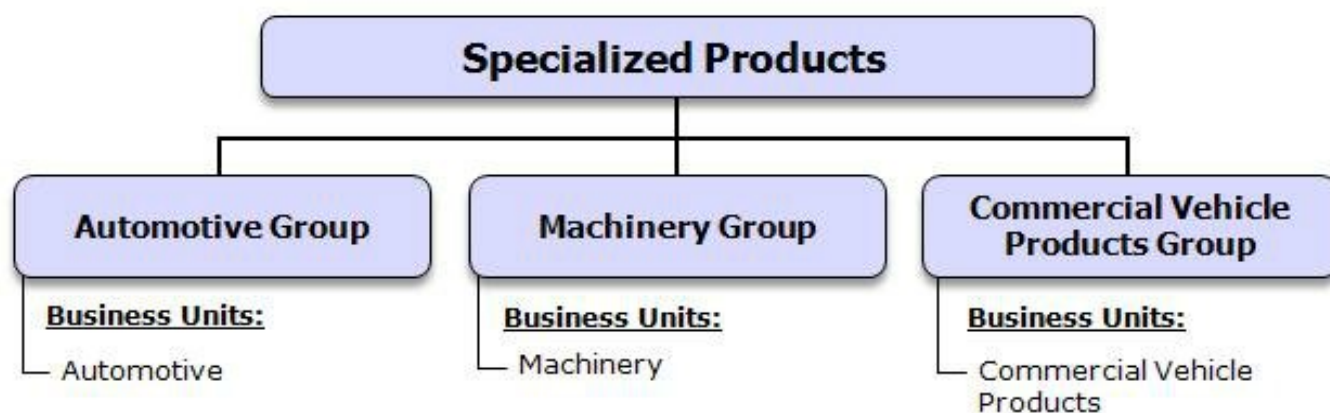 Specialized Products
Automotive Group
Machinery Group
Commercial Vehicle
Products Group
Business Units:
Automotive
Business Units:
Machinery
Business Units:
Commercial Vehicle
Products